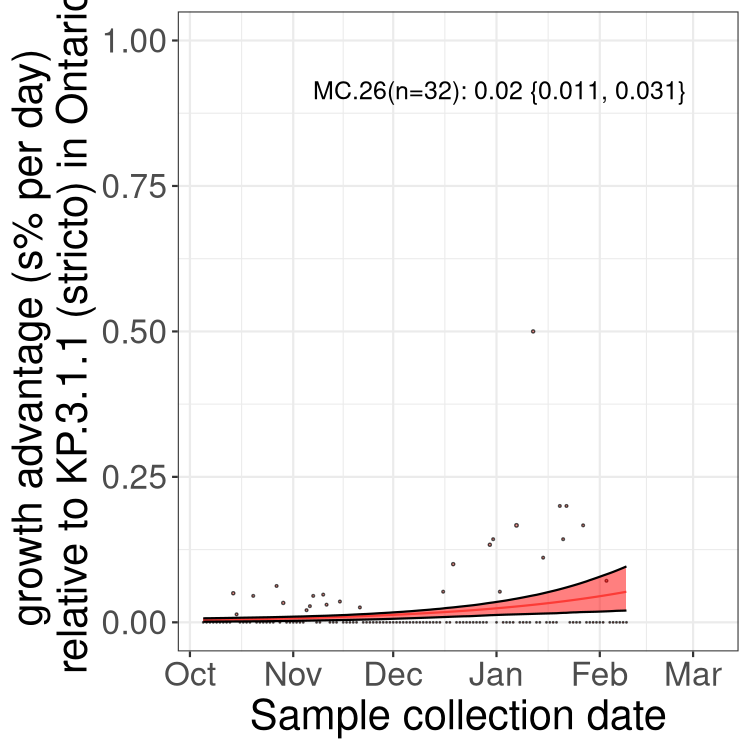 growth advantage (s% per day)
relative to KP.3.1.1 (stricto) in Ontario
1.00
MC.26(n=32): 0.02 {0.011, 0.031}
0.75
0.50
0.25
0.00
Oct Nov Dec Jan Feb Mar
Sample collection date